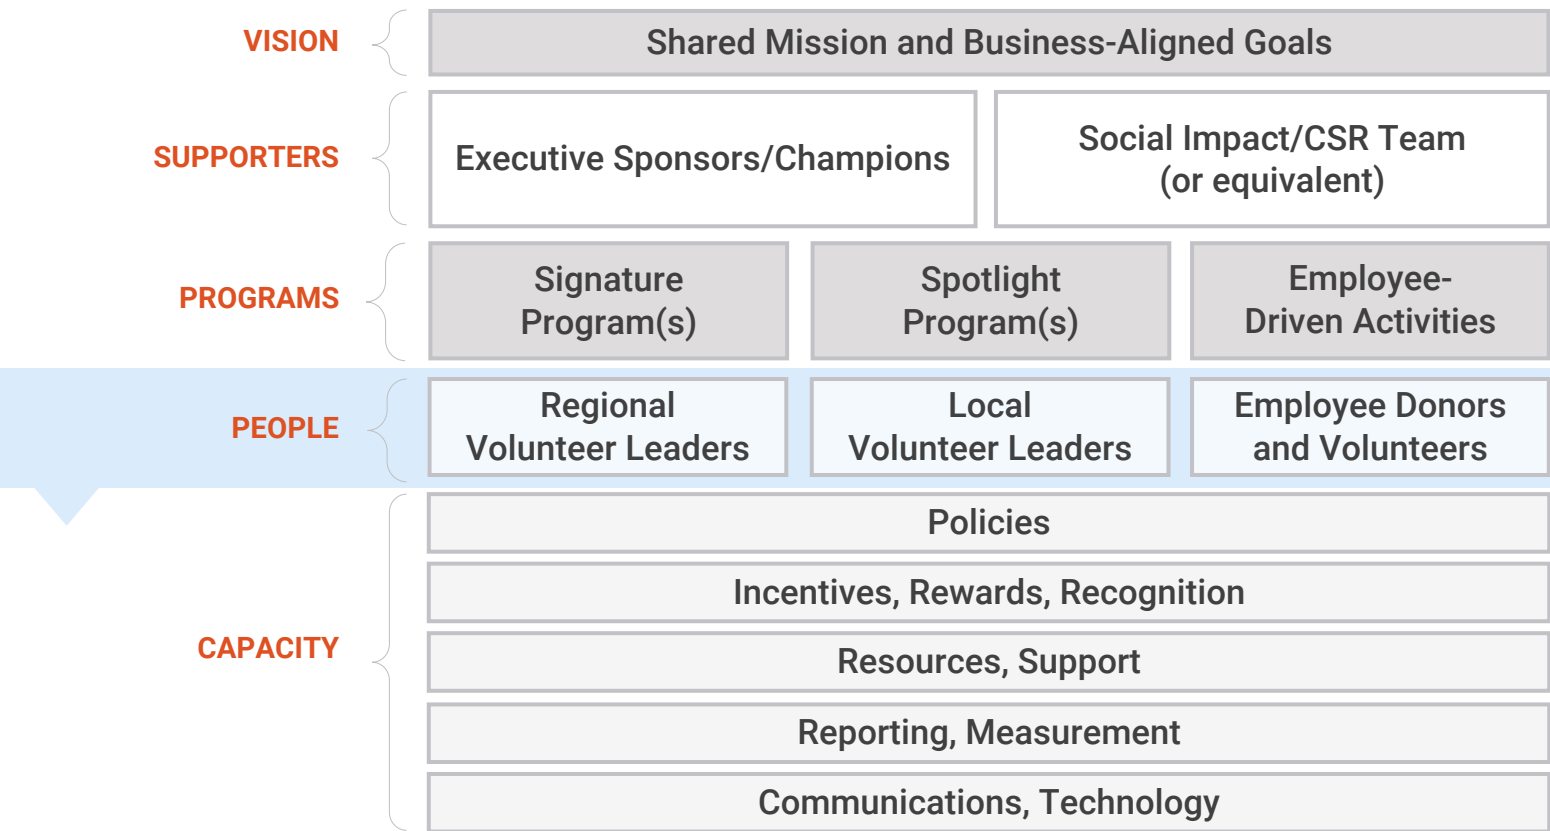 VISION
Shared Mission and Business-Aligned Goals
SUPPORTERS
Executive Sponsors/Champions
Social Impact/CSR Team
(or equivalent)
PROGRAMS
Signature
Program(s)
Spotlight
Program(s)
Employee-
Driven Activities
PEOPLE
Regional
Volunteer Leaders
Local
Volunteer Leaders
Employee Donors
and Volunteers
CAPACITY
Policies
Incentives, Rewards, Recognition
Resources, Support
Reporting, Measurement
Communications, Technology